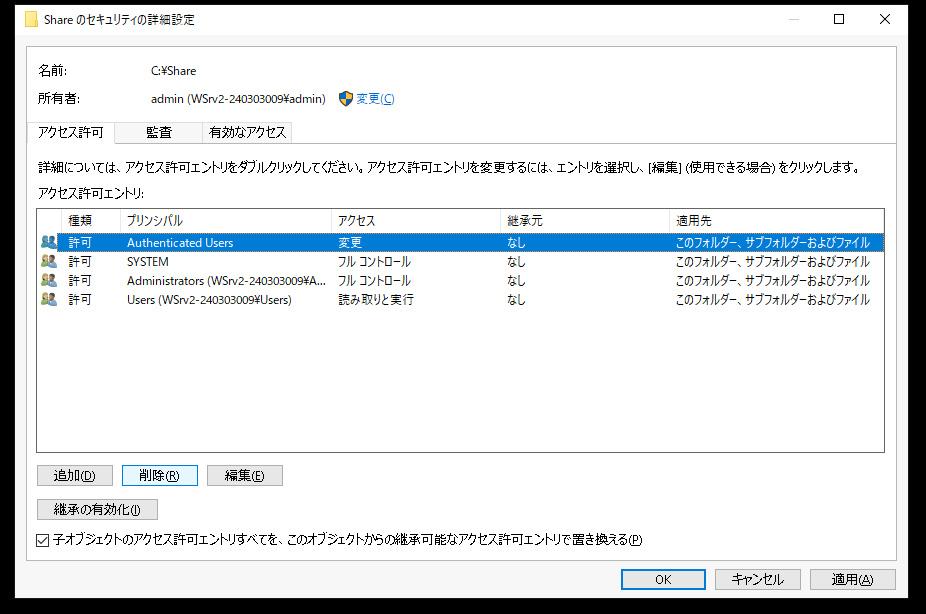 Share のセキュリティの詳細設定
名前: C:¥Share
所有者: admin (WSrv2-240303009¥admin) 変更(C)
アクセス許可 監査 有効なアクセス
詳細については、アクセス許可エントリをダブルクリックしてください。アクセス許可エントリを変更するには、エントリを選択し、[編集] (使用できる場合) をクリックします。
アクセス許可エントリ:
種類 プリンシパル アクセス 継承元 適用先
許可 Authenticated Users 変更 なし このフォルダー、サブフォルダーおよびファイル
許可 SYSTEM フル コントロール なし このフォルダー、サブフォルダーおよびファイル
許可 Administrators (WSrv2-240303009¥A... フル コントロール なし このフォルダー、サブフォルダーおよびファイル
許可 Users (WSrv2-240303009¥Users) 読み取りと実行 なし このフォルダー、サブフォルダーおよびファイル
追加(D) 削除(R) 編集(E)
継承の有効化(I)
子オブジェクトのアクセス許可エントリすべてを、このオブジェクトからの継承可能なアクセス許可エントリで置き換える(P)
OK キャンセル 適用(A)